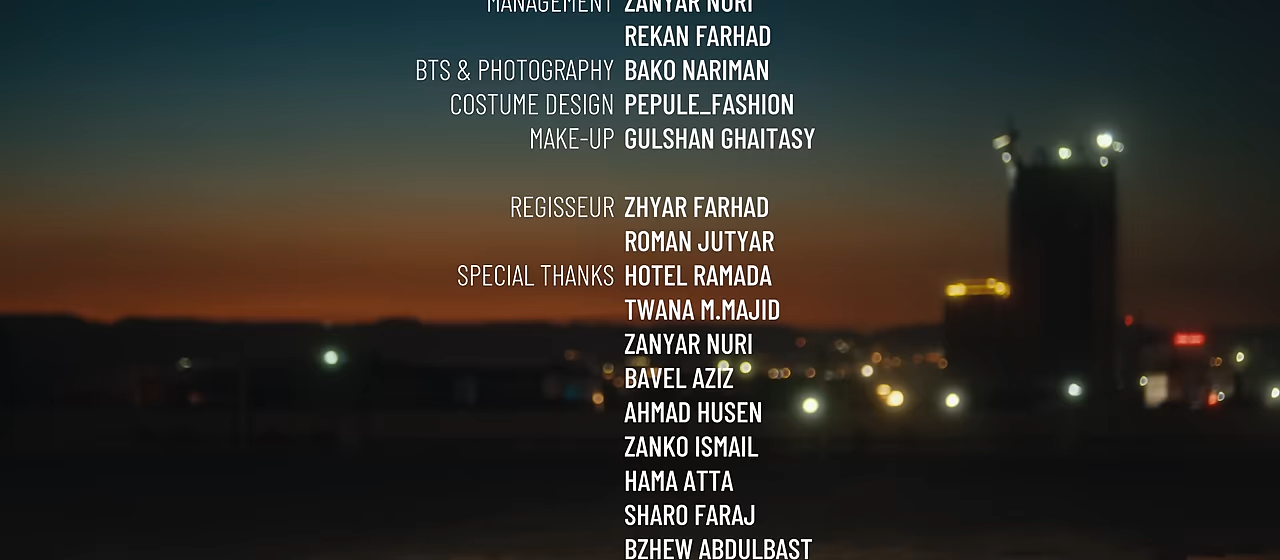 MANAGEMENT ZANYAR NURI
REKAN FARHAD
BTS & PHOTOGRAPHY BAKO NARIMAN
COSTUME DESIGN PEPULE_FASHION
MAKE-UP GULSHAN GHAITASY
REGISSEUR ZHYAR FARHAD
ROMAN JUTYAR
SPECIAL THANKS HOTEL RAMADA
TWANA M.MAJID
ZANYAR NURI
BAVEL AZIZ
AHMAD HUSEN
ZANKO ISMAIL
HAMA ATTA
SHARO FARAJ
BZHEW ABDULBAST